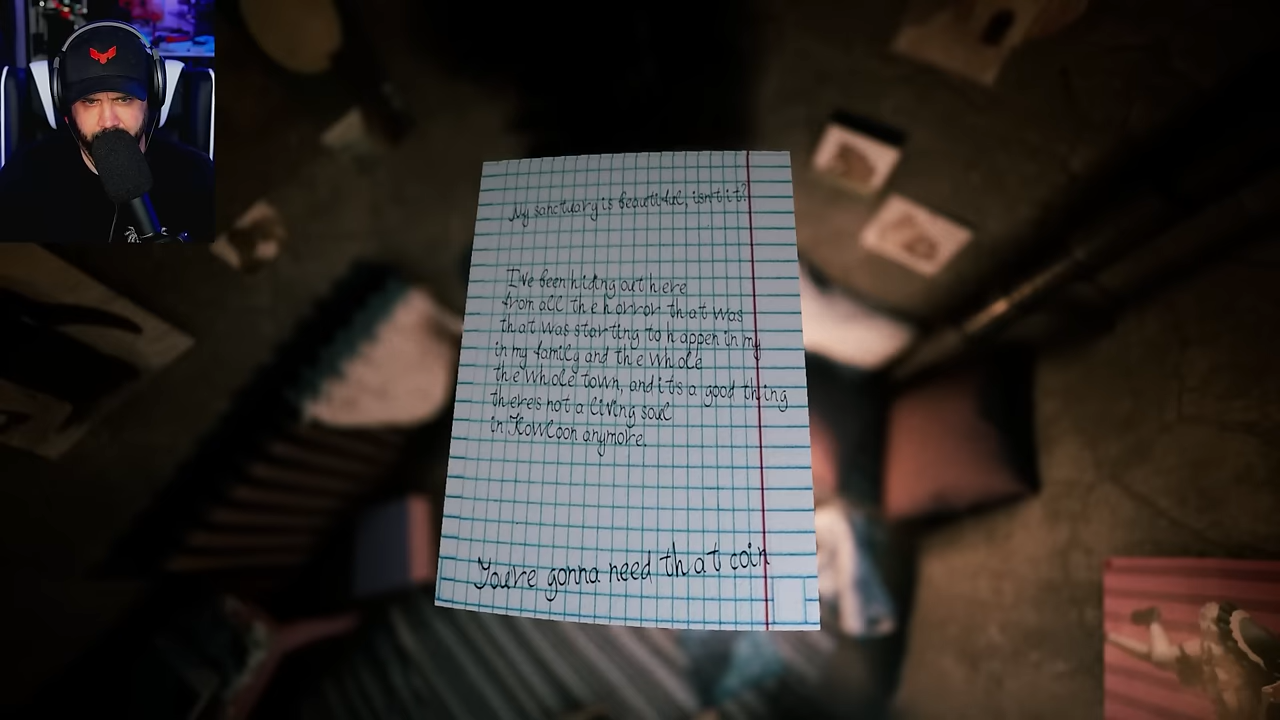 My sanctuary is beautiful, isn't it?
I've been hiding out here
from all the horror that was
that was starting to happen in my
in my family and the whole
the whole town, and it's a good thing
there's not a living soul
in Kowloon anymore.
You're gonna need that coin